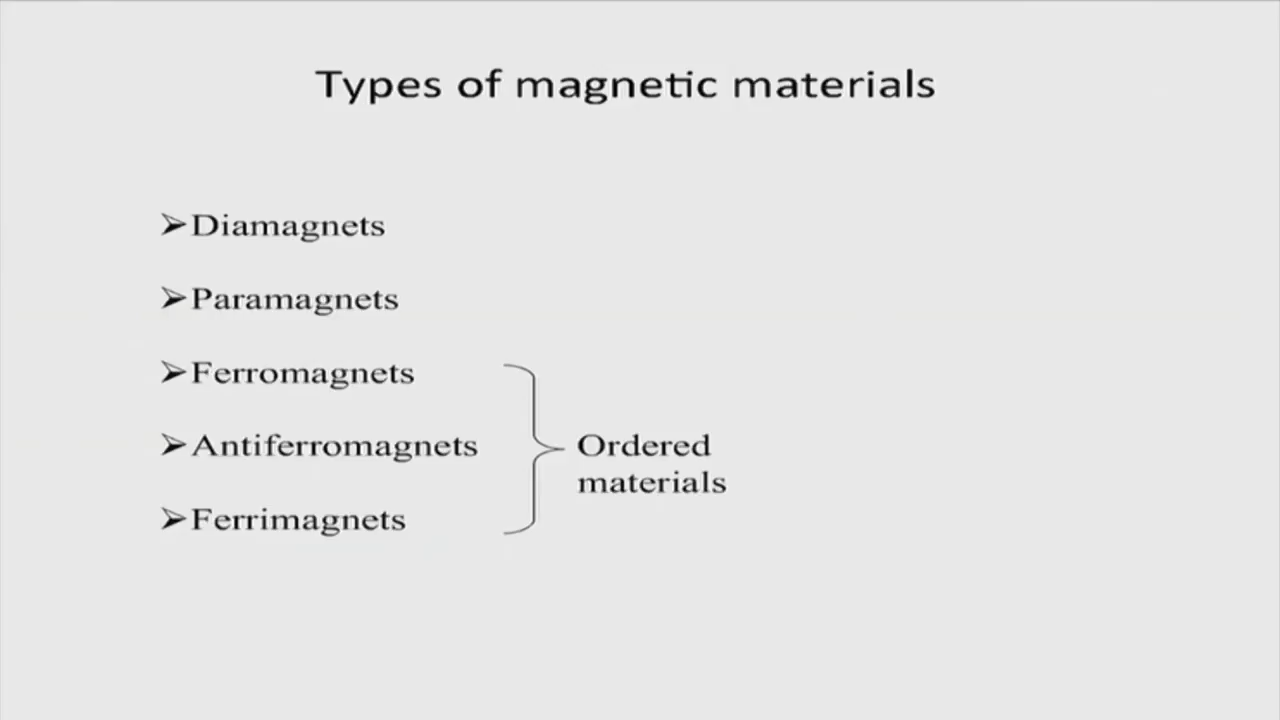 Types of magnetic materials
➢Diamagnets
➢Paramagnets
➢Ferromagnets
➢Antiferromagnets
➢Ferrimagnets
Ordered
materials